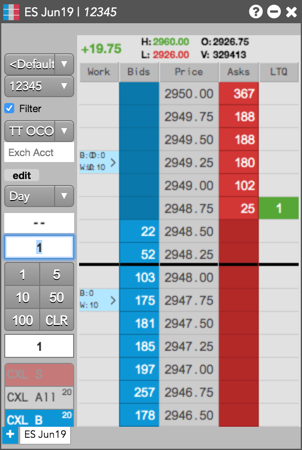 ES Jun19 | 12345
+19.75 H: 2960.00 O: 2926.75
L: 2926.00 V: 329413
<Default
12345
Filter
TT OCO
Exch Acct
edit
Day
--
1
1 5
10 50
100 CLR
1
CXL S
CXL All 20
CXL B 20
+ ES Jun19
Work Bids Price Asks LTQ
2950.00 367
2949.75 188
2949.50 188
2949.25 180
2949.00 102
2948.75 25 1
22 2948.50
52 2948.25
103 2948.00
B:0
W:10
175 2947.75
181 2947.50
185 2947.25
197 2947.00
257 2946.75
178 2946.50